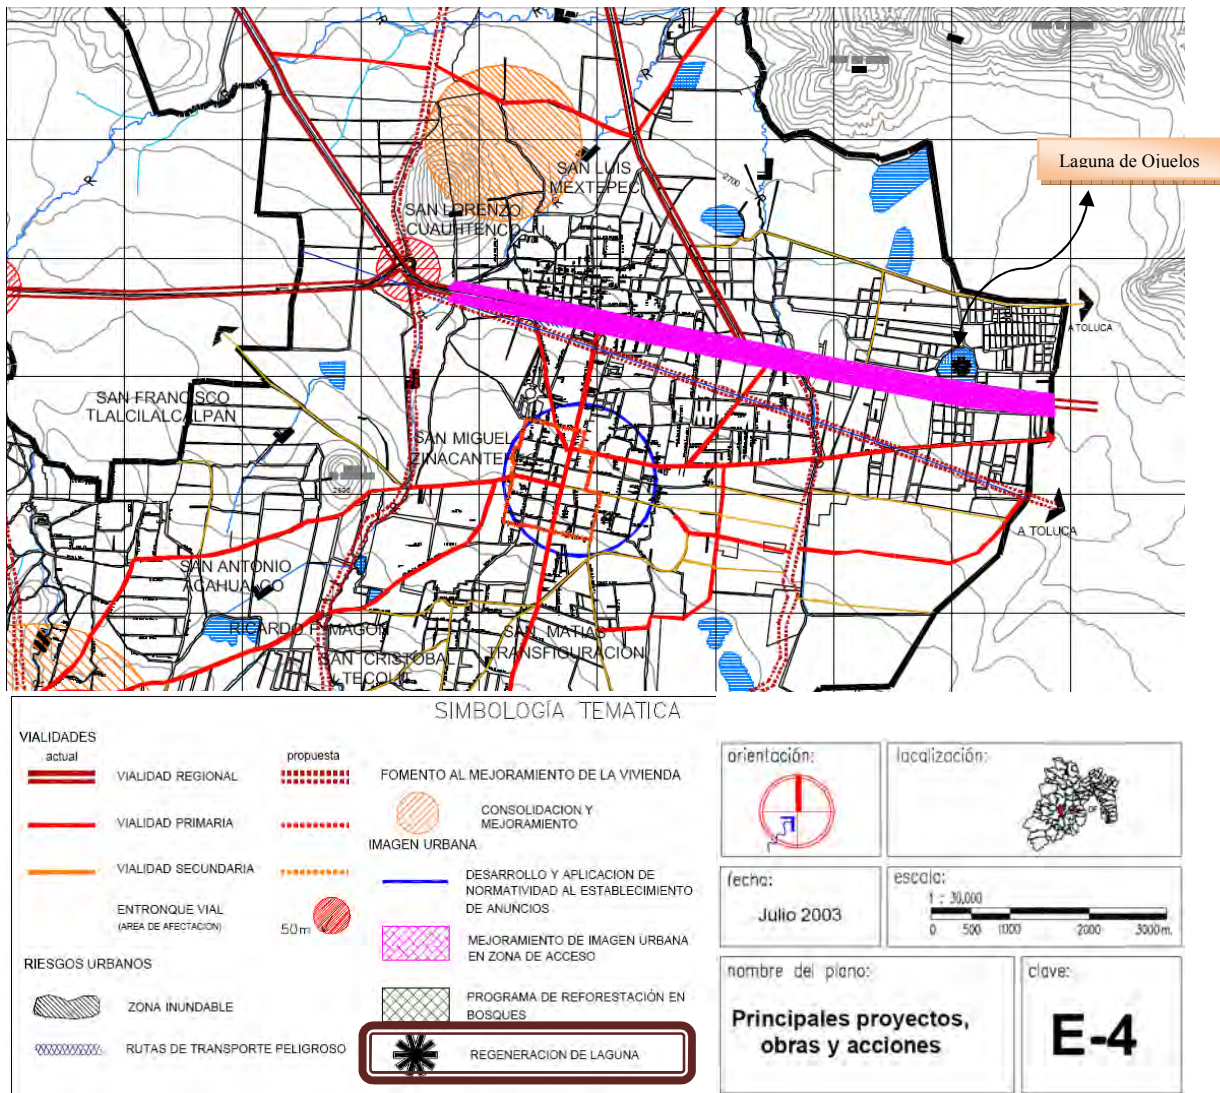 Laguna de Ojuelos
SAN LUIS
MEXTEPEC
SAN LORENZO
CUAUHTENCO
2700
A TOLUCA
SAN FRANCISCO
TLALCILALCALPAN
SAN MIGUEL
ZINACANTE
2600
A TOLUCA
SAN ANTONIO
ACAHUALCO
RICARDO F. MAGON
SAN MATIAS
TRANSFIGURACION
SAN CRISTOBAL
TECOLIL
SIMBOLOGÍA TEMATICA
VIALIDADES
actual
propuesta
VIALIDAD REGIONAL
VIALIDAD PRIMARIA
VIALIDAD SECUNDARIA
ENTRONQUE VIAL
(AREA DE AFECTACION)
50m
RIESGOS URBANOS
ZONA INUNDABLE
RUTAS DE TRANSPORTE PELIGROSO
FOMENTO AL MEJORAMIENTO DE LA VIVIENDA
CONSOLIDACION Y
MEJORAMIENTO
IMAGEN URBANA
DESARROLLO Y APLICACION DE
NORMATIVIDAD AL ESTABLECIMIENTO
DE ANUNCIOS
MEJORAMIENTO DE IMAGEN URBANA
EN ZONA DE ACCESO
PROGRAMA DE REFORESTACIÓN EN
BOSQUES
REGENERACION DE LAGUNA
orientación:
localización:
DF
fecha:
Julio 2003
escala:
1 : 30,000
0 500 1000 2000 3000m.
nombre del plano:
Principales proyectos,
obras y acciones
clave:
E-4